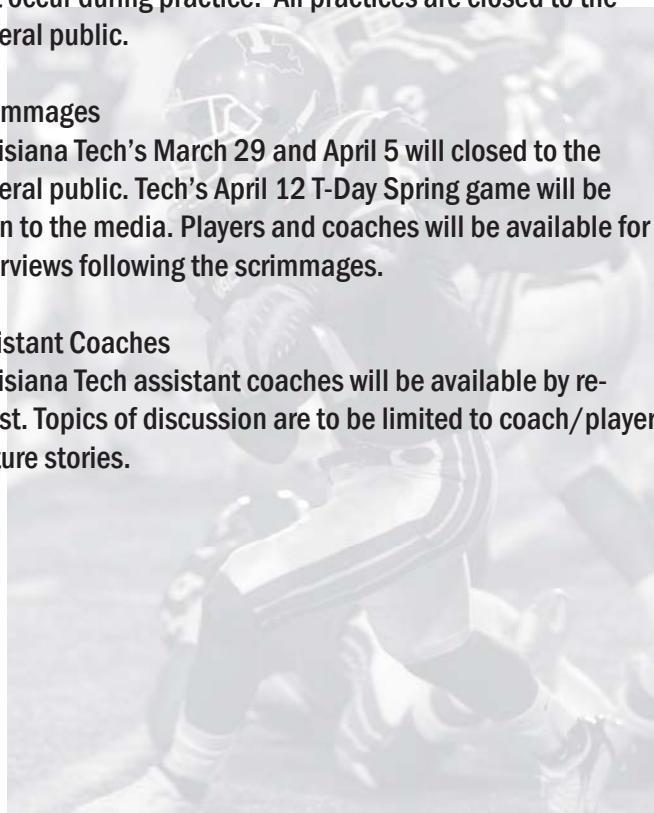 t occur during practice.  All practices are closed to the
eral public.
mmages
isiana Tech’s March 29 and April 5 will closed to the
eral public. Tech’s April 12 T-Day Spring game will be
n to the media. Players and coaches will be available for
rviews following the scrimmages.
istant Coaches
isiana Tech assistant coaches will be available by re-
st. Topics of discussion are to be limited to coach/player
ture stories.